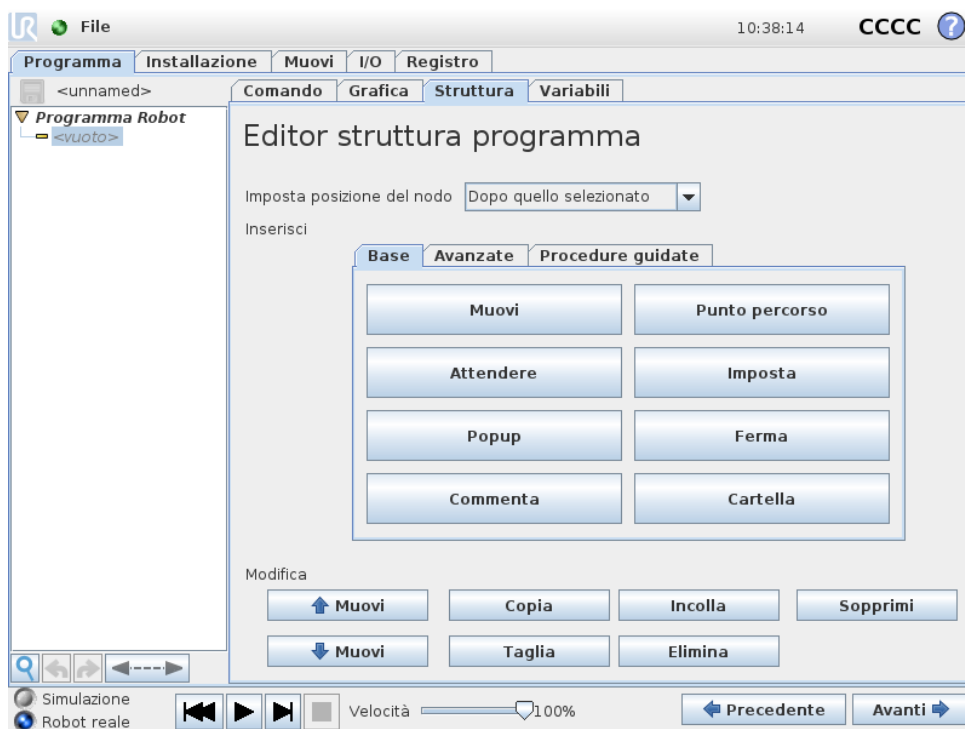 UR File 10:38:14 CCCC ?
Programma Installazione Muovi I/O Registro
<unnamed> Comando Grafica Struttura Variabili
Programma Robot
<vuoto>
Editor struttura programma
Imposta posizione del nodo Dopo quello selezionato
Inserisci
Base Avanzate Procedure guidate
Muovi Punto percorso
Attendere Imposta
Popup Ferma
Commenta Cartella
Modifica
Muovi Copia Incolla Sopprimi
Muovi Taglia Elimina
Simulazione
Robot reale
Velocità 100% Precedente Avanti